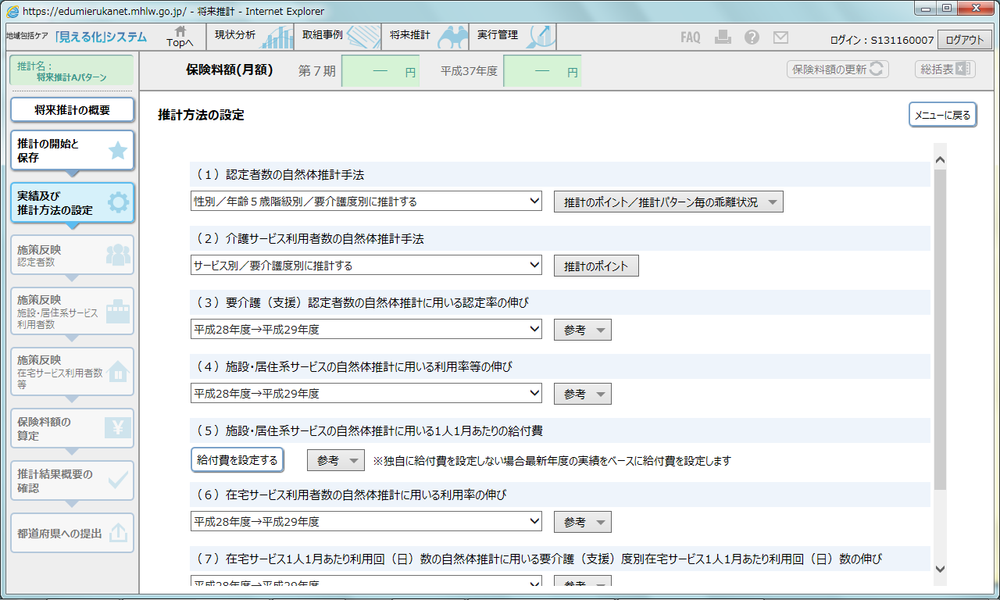 https://edumierukanet.mhlw.go.jp/ - 将来推計 - Internet Explorer
地域包括ケア 「見える化」システム
Topへ
現状分析
取組事例
将来推計
実行管理
FAQ
ログイン：S131160007
ログアウト
推計名：
将来推計Aパターン
保険料額(月額)
第７期
― 円
平成37年度
― 円
保険料額の更新
総括表
将来推計の概要
推計の開始と
保存
実績及び
推計方法の設定
施策反映
認定者数
施策反映
施設・居住系サービス
利用者数
施策反映
在宅サービス利用者数
等
保険料額の
算定
推計結果概要の
確認
都道府県への提出
推計方法の設定
メニューに戻る
（１）認定者数の自然体推計手法
性別／年齢５歳階級別／要介護度別に推計する
推計のポイント／推計パターン毎の乖離状況
（２）介護サービス利用者数の自然体推計手法
サービス別／要介護度別に推計する
推計のポイント
（３）要介護（支援）認定者数の自然体推計に用いる認定率の伸び
平成28年度→平成29年度
参考
（４）施設・居住系サービスの自然体推計に用いる利用率等の伸び
平成28年度→平成29年度
参考
（５）施設・居住系サービスの自然体推計に用いる1人1月あたりの給付費
給付費を設定する
参考
※独自に給付費を設定しない場合最新年度の実績をベースに給付費を設定します
（６）在宅サービス利用者数の自然体推計に用いる利用率の伸び
平成28年度→平成29年度
参考
（７）在宅サービス1人1月あたり利用回（日）数の自然体推計に用いる要介護（支援）度別在宅サービス1人1月あたり利用回（日）数の伸び
平成28年度→平成29年度
参考